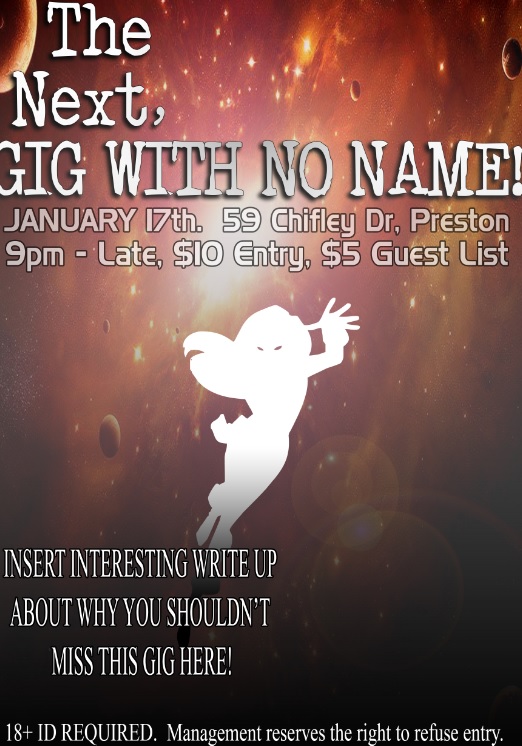 The
Next,
GIG WITH NO NAME!
JANUARY 17th. 59 Chifley Dr, Preston
9pm - Late, $10 Entry, $5 Guest List
INSERT INTERESTING WRITE UP
ABOUT WHY YOU SHOULDN'T
MISS THIS GIG HERE!
18+ ID REQUIRED. Management reserves the right to refuse entry.